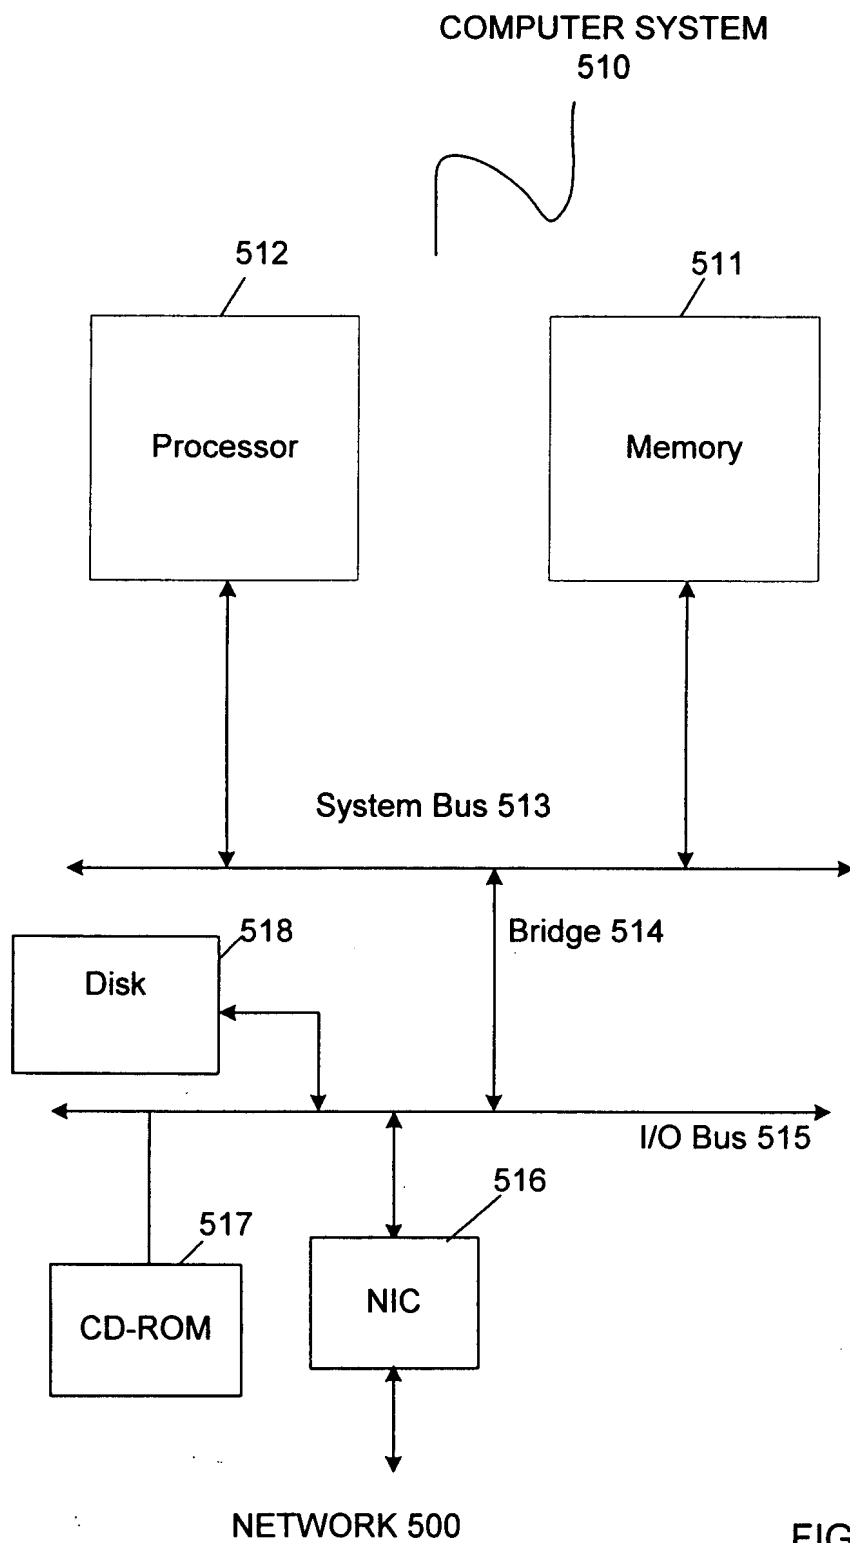 COMPUTER SYSTEM
510
512
511
Processor
Memory
System Bus 513
518
Bridge 514
Disk
I/O Bus 515
516
517
NIC
CD-ROM
NETWORK 500
FIG